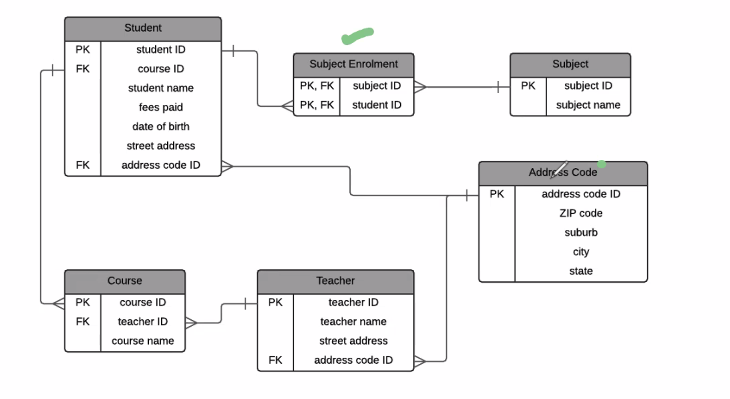 Student
PK student ID
FK course ID
student name
fees paid
date of birth
street address
FK address code ID
Subject Enrolment
PK, FK subject ID
PK, FK student ID
Subject
PK subject ID
subject name
Address Code
PK address code ID
ZIP code
suburb
city
state
Course
PK course ID
FK teacher ID
course name
Teacher
PK teacher ID
teacher name
street address
FK address code ID